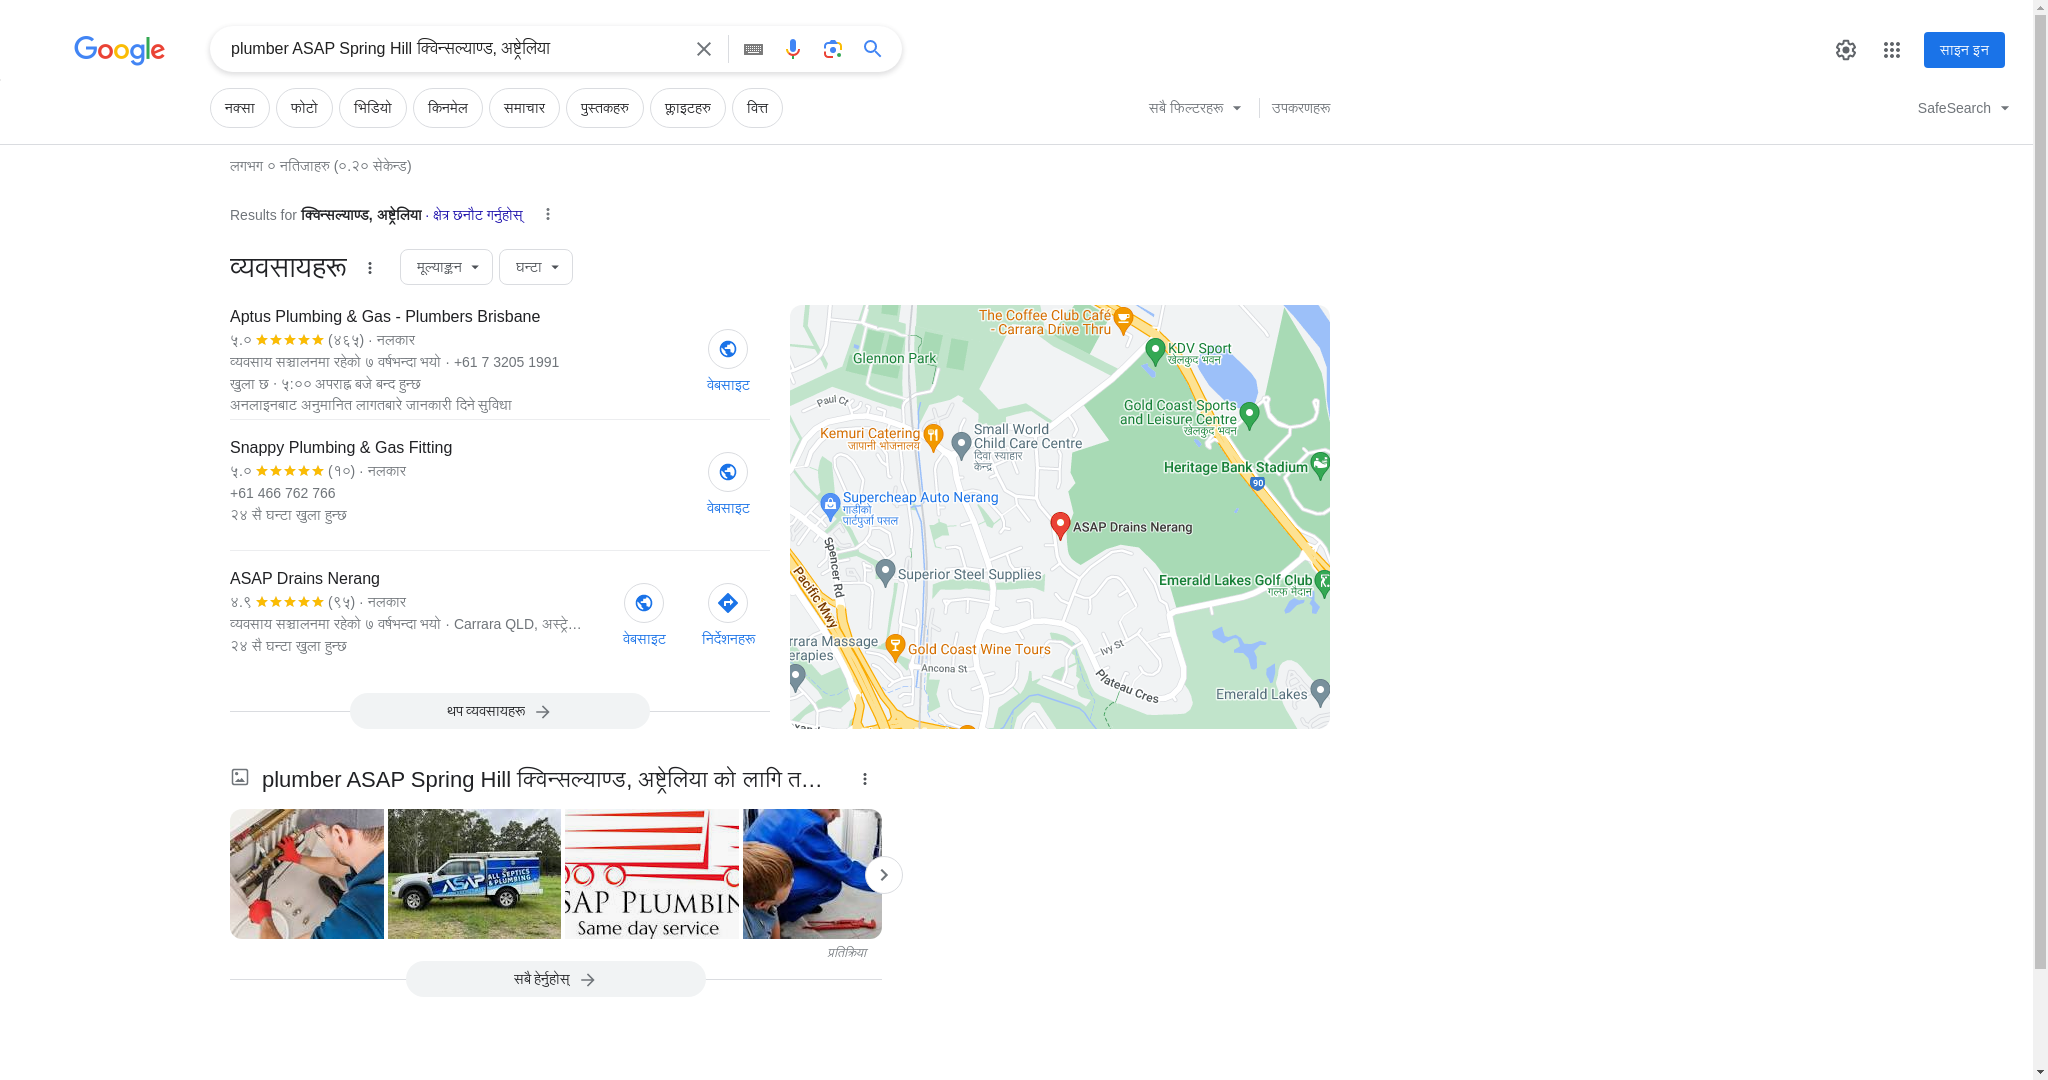 Google
plumber ASAP Spring Hill क्विन्सल्याण्ड, अष्ट्रेलिया
साइन इन
नक्सा
फोटो
भिडियो
किनमेल
समाचार
पुस्तकहरु
फ्लाइटहरु
वित्त
सबै फिल्टरहरू
उपकरणहरू
SafeSearch
लगभग ० नतिजाहरु (०.२० सेकेन्ड)
Results for क्विन्सल्याण्ड, अष्ट्रेलिया · क्षेत्र छनौट गर्नुहोस्
व्यवसायहरू
मूल्याङ्कन
घन्टा
Aptus Plumbing & Gas - Plumbers Brisbane
५.० (४६५) · नलकार
व्यवसाय सञ्चालनमा रहेको ७ वर्षभन्दा भयो · +61 7 3205 1991
खुला छ · ५:०० अपराह्न बजे बन्द हुन्छ
अनलाइनबाट अनुमानित लागतबारे जानकारी दिने सुविधा
वेबसाइट
Snappy Plumbing & Gas Fitting
५.० (१०) · नलकार
+61 466 762 766
२४ सै घन्टा खुला हुन्छ
वेबसाइट
ASAP Drains Nerang
४.९ (९५) · नलकार
व्यवसाय सञ्चालनमा रहेको ७ वर्षभन्दा भयो · Carrara QLD, अस्ट्रे…
२४ सै घन्टा खुला हुन्छ
वेबसाइट
निर्देशनहरू
थप व्यवसायहरू
The Coffee Club Café
- Carrara Drive Thru
KDV Sport
खेलकुद भवन
Glennon Park
Paul Ct
Gold Coast Sports
and Leisure Centre
खेलकुद भवन
Kemuri Catering
जापानी भोजनालय
Small World
Child Care Centre
दिवा स्याहार
केन्द्र
Heritage Bank Stadium
90
Supercheap Auto Nerang
गाडीको
पार्टपुर्जा पसल
ASAP Drains Nerang
Spencer Rd
Pacific Mwy
Superior Steel Supplies
Emerald Lakes Golf Club
गल्फ मैदान
rrara Massage
erapies
Gold Coast Wine Tours
Ancona St
Ivy St
Plateau Cres
Emerald Lakes
plumber ASAP Spring Hill क्विन्सल्याण्ड, अष्ट्रेलिया को लागि त…
ASAP
ALL SEPTICS
& PLUMBING
SAP PLUMBIN
Same day service
प्रतिक्रिया
सबै हेर्नुहोस्